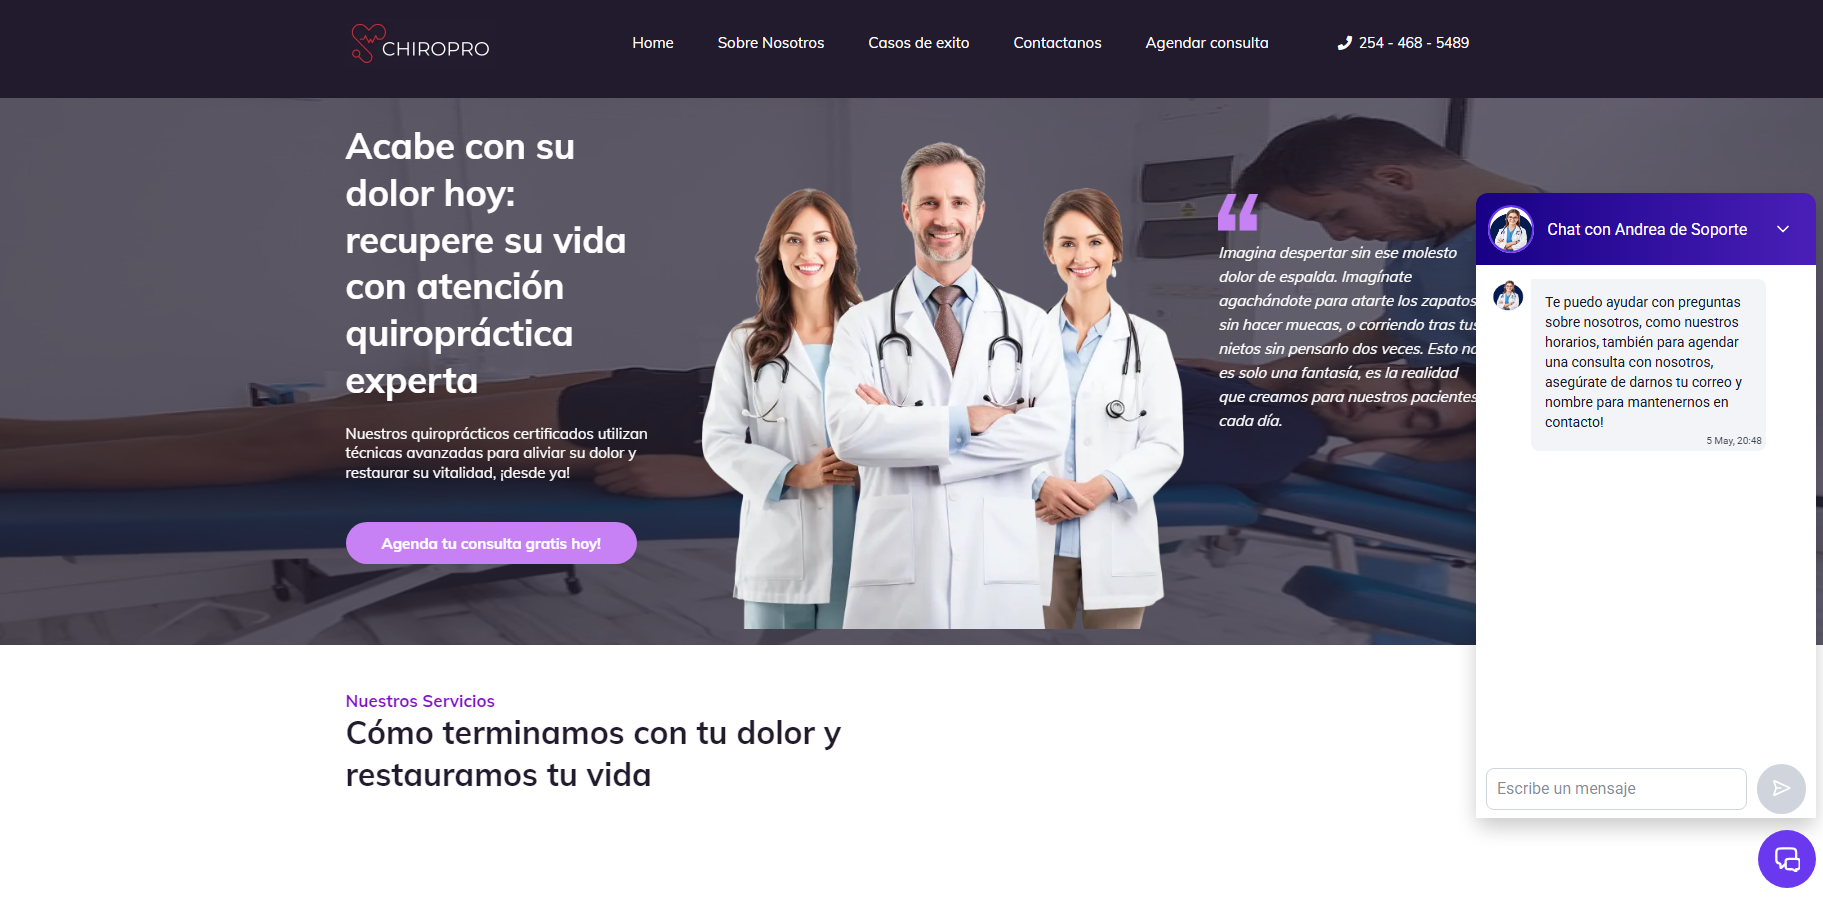 CHIROPRO
Home
Sobre Nosotros
Casos de exito
Contactanos
Agendar consulta
254 - 468 - 5489
Acabe con su
dolor hoy:
recupere su vida
con atención
quiropráctica
experta
Nuestros quiroprácticos certificados utilizan
técnicas avanzadas para aliviar su dolor y
restaurar su vitalidad, ¡desde ya!
Agenda tu consulta gratis hoy!
❝
Imagina despertar sin ese molesto
dolor de espalda. Imagínate
agachándote para atarte los zapatos
sin hacer muecas, o corriendo tras tus
nietos sin pensarlo dos veces. Esto no
es solo una fantasía, es la realidad
que creamos para nuestros pacientes
cada día.
Nuestros Servicios
Cómo terminamos con tu dolor y
restauramos tu vida
Chat con Andrea de Soporte
Te puedo ayudar con preguntas
sobre nosotros, como nuestros
horarios, también para agendar
una consulta con nosotros,
asegúrate de darnos tu correo y
nombre para mantenernos en
contacto!
5 May, 20:48
Escribe un mensaje